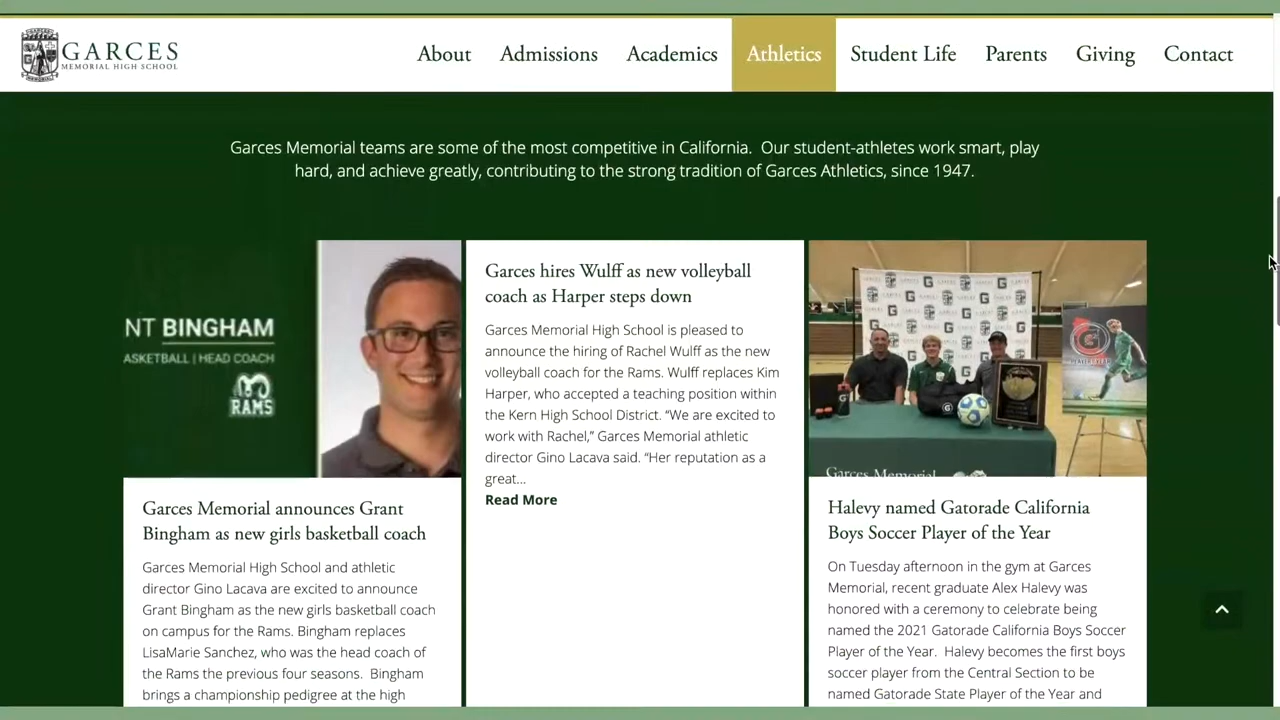 GARCES
MEMORIAL HIGH SCHOOL
About
Admissions
Academics
Athletics
Student Life
Parents
Giving
Contact
Garces Memorial teams are some of the most competitive in California.  Our student-athletes work smart, play
hard, and achieve greatly, contributing to the strong tradition of Garces Athletics, since 1947.
NT BINGHAM
ASKETBALL | HEAD COACH
RAMS
Garces Memorial announces Grant
Bingham as new girls basketball coach
Garces Memorial High School and athletic
director Gino Lacava are excited to announce
Grant Bingham as the new girls basketball coach
on campus for the Rams. Bingham replaces
LisaMarie Sanchez, who was the head coach of
the Rams the previous four seasons.  Bingham
brings a championship pedigree at the high
Garces hires Wulff as new volleyball
coach as Harper steps down
Garces Memorial High School is pleased to
announce the hiring of Rachel Wulff as the new
volleyball coach for the Rams. Wulff replaces Kim
Harper, who accepted a teaching position within
the Kern High School District. “We are excited to
work with Rachel,” Garces Memorial athletic
director Gino Lacava said. “Her reputation as a
great...
Read More
Garces Memorial
Halevy named Gatorade California
Boys Soccer Player of the Year
On Tuesday afternoon in the gym at Garces
Memorial, recent graduate Alex Halevy was
honored with a ceremony to celebrate being
named the 2021 Gatorade California Boys Soccer
Player of the Year.  Halevy becomes the first boys
soccer player from the Central Section to be
named Gatorade State Player of the Year and